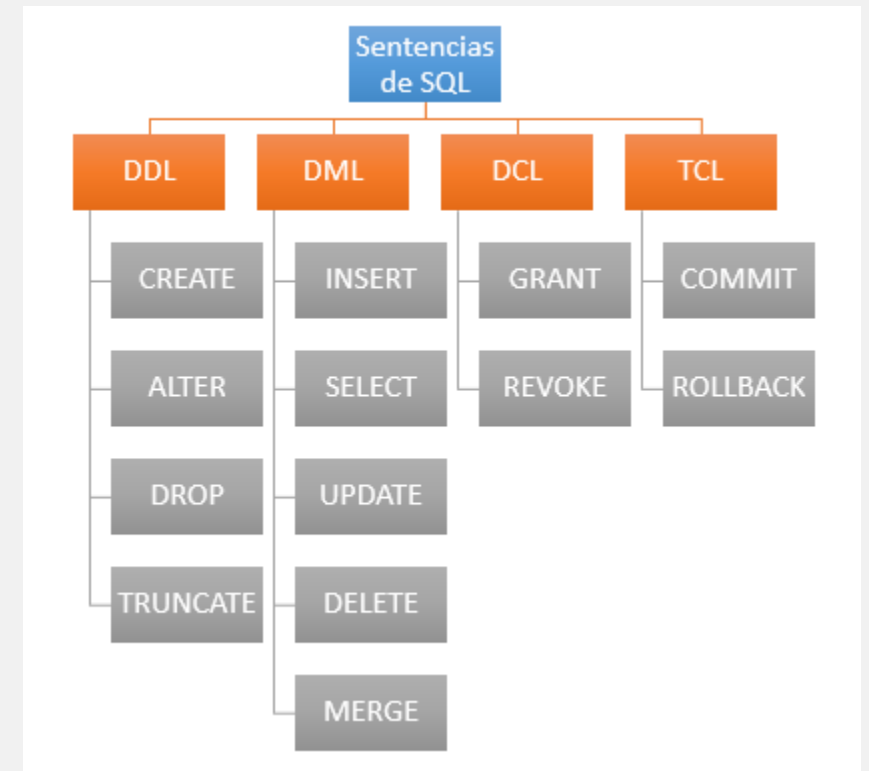 Sentencias
de SQL
DDL
DML
DCL
TCL
CREATE
INSERT
GRANT
COMMIT
ALTER
SELECT
REVOKE
ROLLBACK
DROP
UPDATE
TRUNCATE
DELETE
MERGE